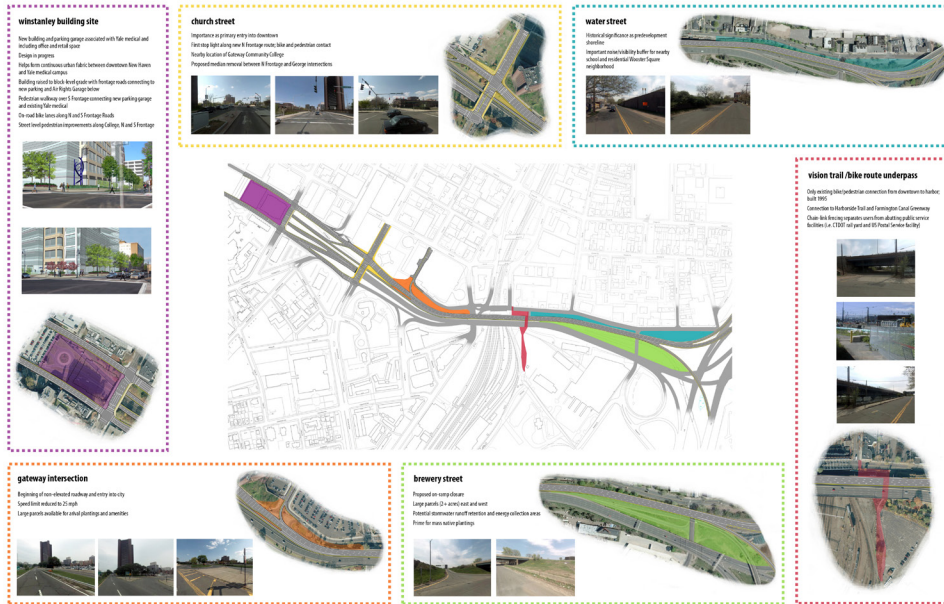 winstanley building site
New building and parking garage associated with Yale medical and
including office and retail space
Design in progress
Helps form continuous urban fabric between downtown New Haven
and Yale medical campus
Building raised to block-level grade with frontage roads connecting to
new parking and Air Rights Garage below
Pedestrian walkway over S Frontage connecting new parking garage
and existing Yale medical
On-road bike lanes along N and S Frontage Roads
Street level pedestrian improvements along College, N and S Frontage
church street
Importance as primary entry into downtown
First stop light along new N Frontage route; bike and pedestrian contact
Nearby location of Gateway Community College
Proposed median removal between N Frontage and George intersections
water street
Historical significance as predevelopment
shoreline
Important noise/visibility buffer for nearby
school and residential Wooster Square
neighborhood
vision trail /bike route underpass
Only existing bike/pedestrian connection from downtown to harbor;
built 1995
Connection to Harborside Trail and Farmington Canal Greenway
Chain-link fencing separates users from abutting public service
facilities (i.e. CTDOT rail yard and US Postal Service facility)
gateway intersection
Beginning of non-elevated roadway and entry into city
Speed limit reduced to 25 mph
Large parcels available for arival plantings and amenities
brewery street
Proposed on-ramp closure
Large parcels (2+ acres) east and west
Potential stormwater runoff retention and energy collection areas
Prime for mass native plantings